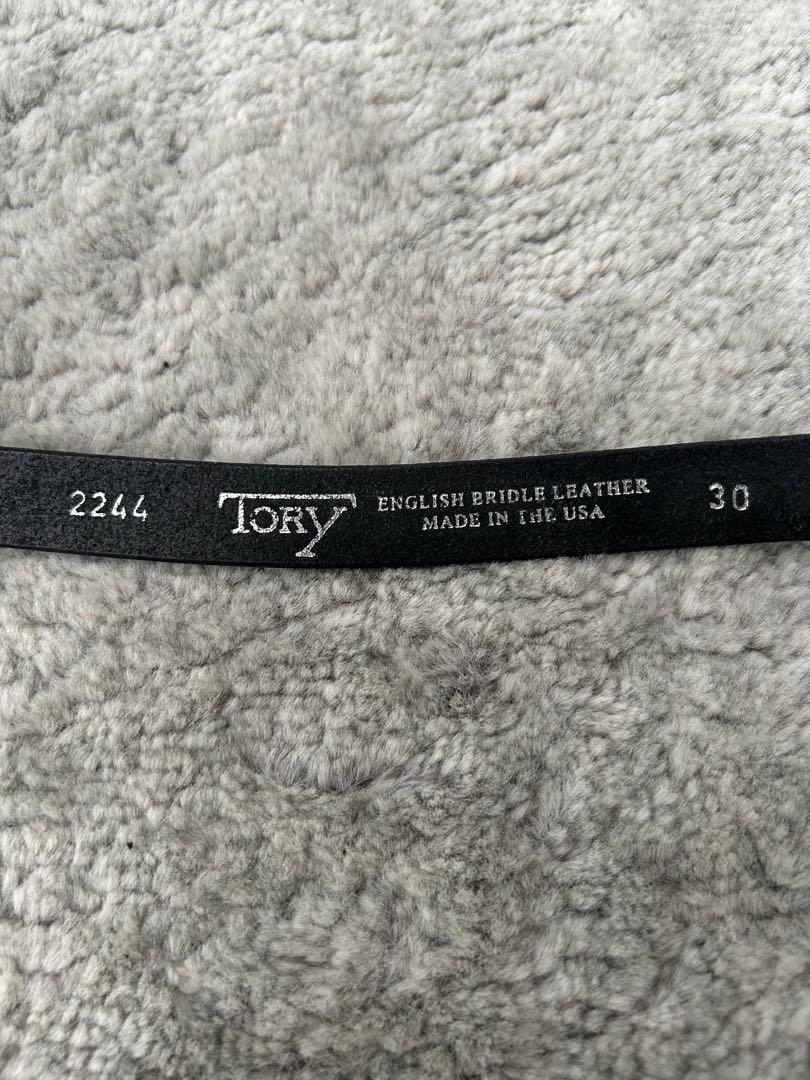 2244 TORY ENGLISH BRIDLE LEATHER 30
MADE IN THE USA